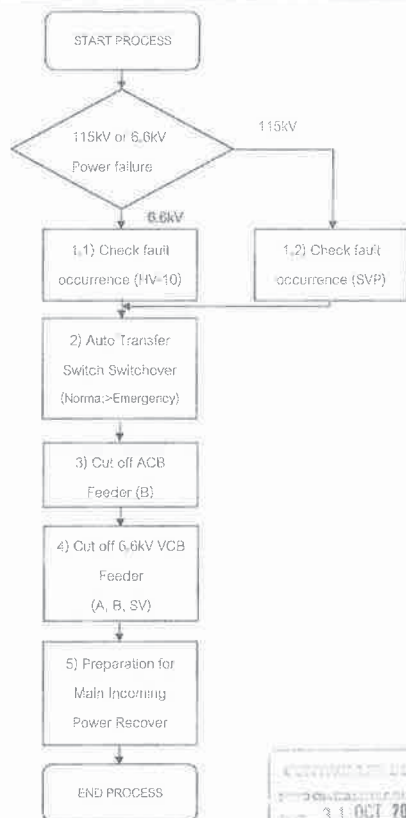 START PROCESS
115kV or 6.6kV
Power failure
115kV
6.6kV
1.1) Check fault
occurrence (HV-10)
1.2) Check fault
occurrence (SVP)
2) Auto Transfer
Switch Switchover
(Norma:>Emergency)
3) Cut off ACB
Feeder (B)
4) Cut off 6.6kV VCB
Feeder
(A, B, SV)
5) Preparation for
Main Incoming
Power Recover
END PROCESS
31 OCT